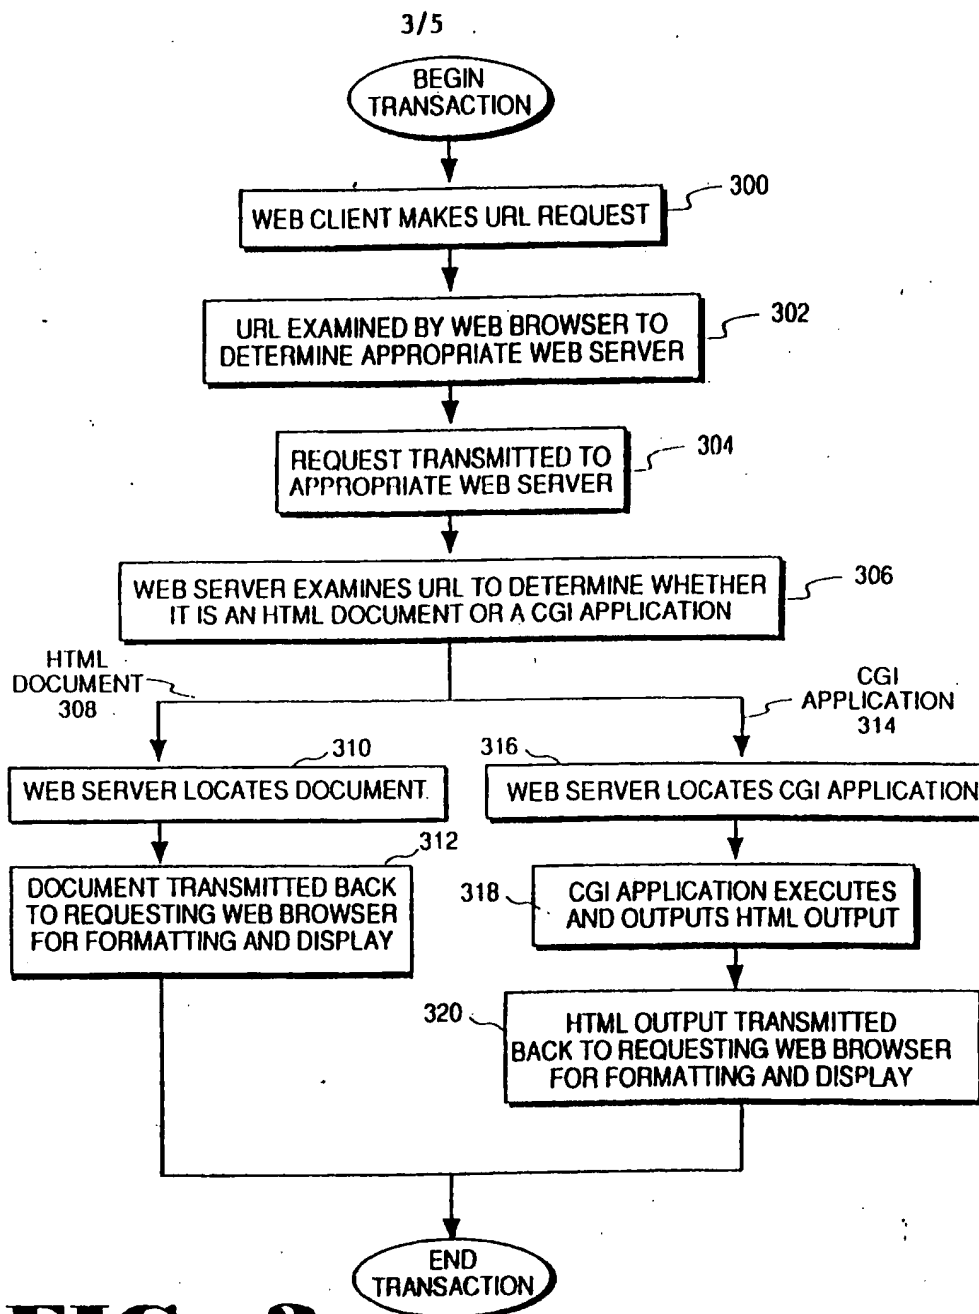 3/5
BEGIN
TRANSACTION
300
WEB CLIENT MAKES URL REQUEST
302
URL EXAMINED BY WEB BROWSER TO
DETERMINE APPROPRIATE WEB SERVER
304
REQUEST TRANSMITTED TO
APPROPRIATE WEB SERVER
306
WEB SERVER EXAMINES URL TO DETERMINE WHETHER
IT IS AN HTML DOCUMENT OR A CGI APPLICATION
HTML
DOCUMENT
308
CGI
APPLICATION
314
310
WEB SERVER LOCATES DOCUMENT
316
WEB SERVER LOCATES CGI APPLICATION
312
DOCUMENT TRANSMITTED BACK
TO REQUESTING WEB BROWSER
FOR FORMATTING AND DISPLAY
318
CGI APPLICATION EXECUTES
AND OUTPUTS HTML OUTPUT
320
HTML OUTPUT TRANSMITTED
BACK TO REQUESTING WEB BROWSER
FOR FORMATTING AND DISPLAY
END
TRANSACTION
FIG. 3